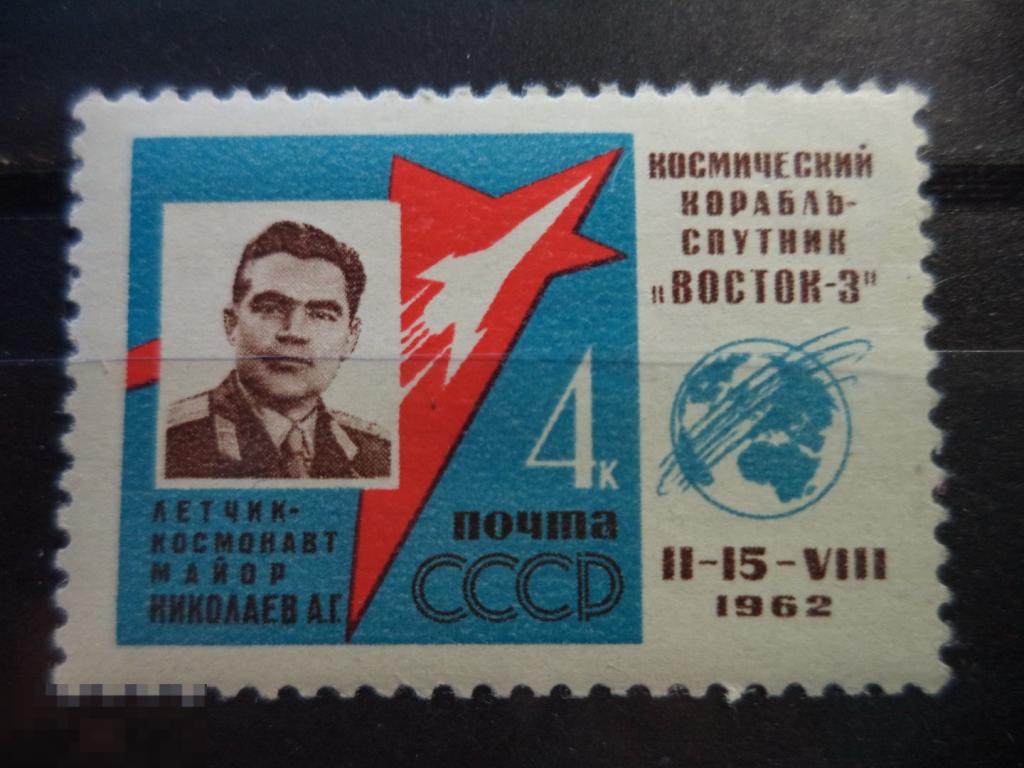 КОСМИЧЕСКИЙ
КОРАБЛЬ-
СПУТНИК
„ВОСТОК-3"
4к
почта
СССР
ЛЕТЧИК-
КОСМОНАВТ
МАЙОР
НИКОЛАЕВ А.Г.
11-15-VIII
1962